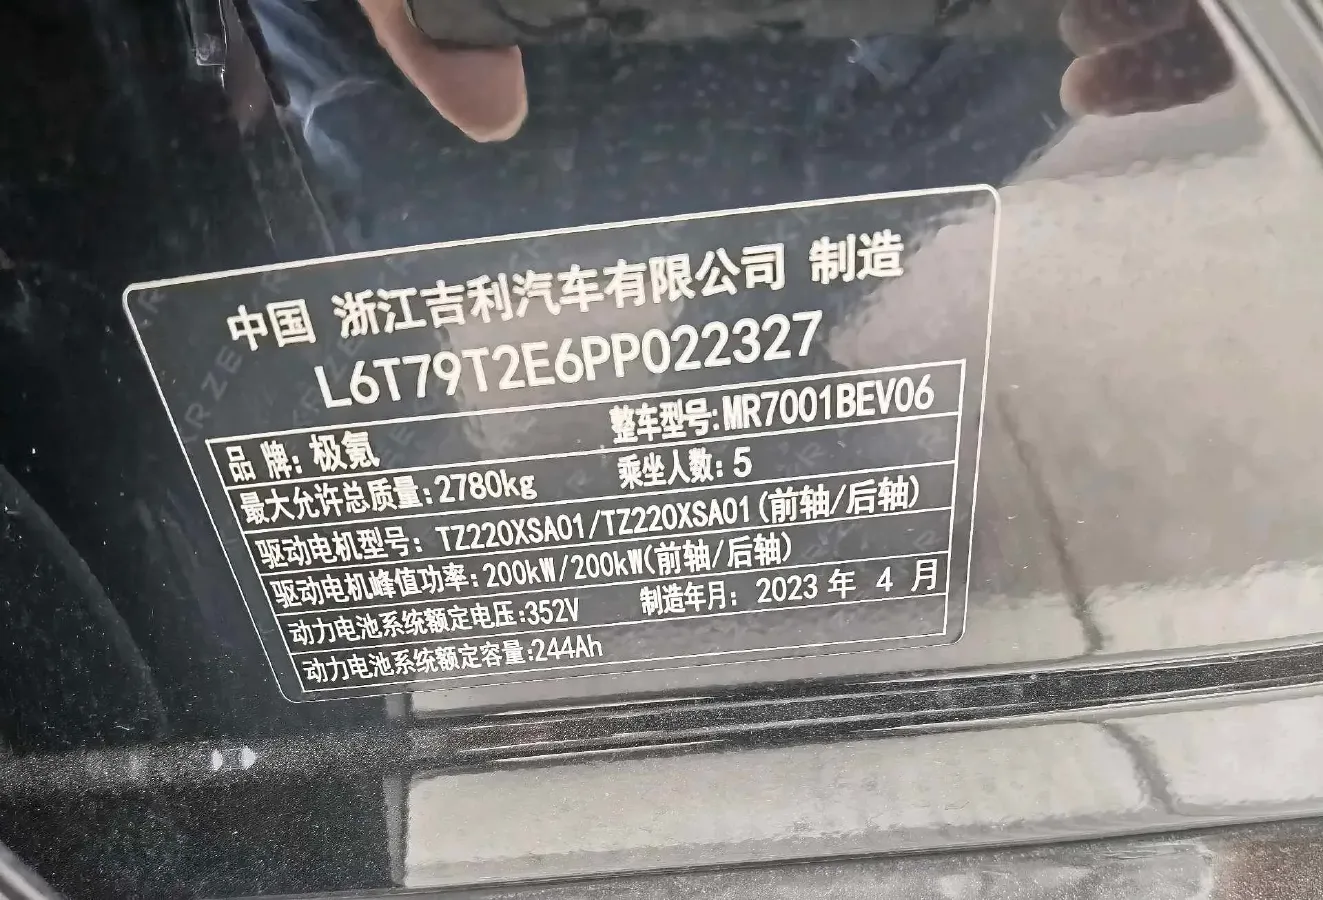 中国 浙江吉利汽车有限公司 制造
L6T79T2E6PP022327
品牌:极氪 整车型号:MR7001BEV06
最大允许总质量:2780kg 乘坐人数:5
驱动电机型号: TZ220XSA01/TZ220XSA01(前轴/后轴)
驱动电机峰值功率:200kW/200kW(前轴/后轴)
动力电池系统额定电压:352V 制造年月: 2023 年 4 月
动力电池系统额定容量:244Ah